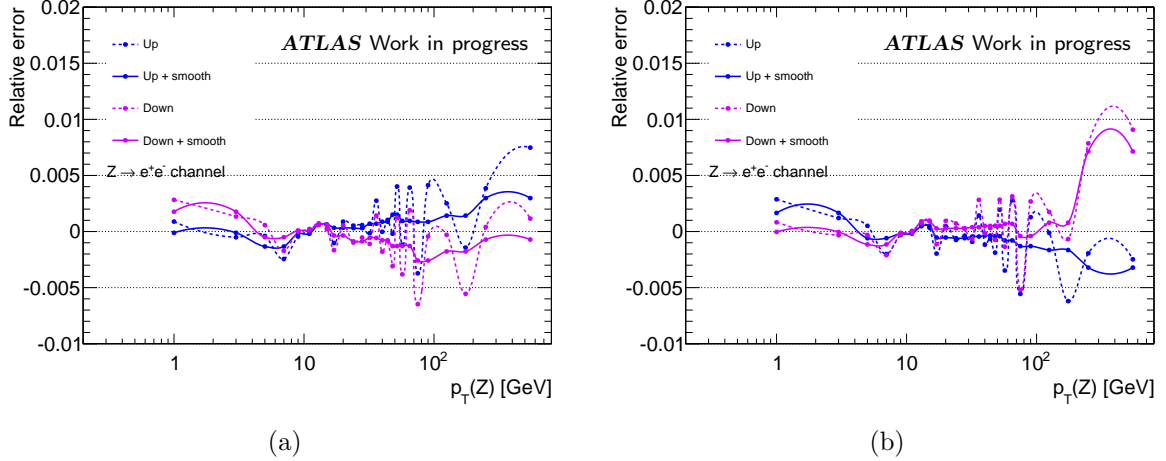 Relative error
0.02
0.015
0.01
0.005
0
-0.005
-0.01
ATLAS Work in progress
Up
Up + smooth
Down
Down + smooth
Z → e⁺e⁻ channel
1
10
10²
p_T(Z) [GeV]
(a)
Relative error
0.02
0.015
0.01
0.005
0
-0.005
-0.01
ATLAS Work in progress
Up
Up + smooth
Down
Down + smooth
Z → e⁺e⁻ channel
1
10
10²
p_T(Z) [GeV]
(b)